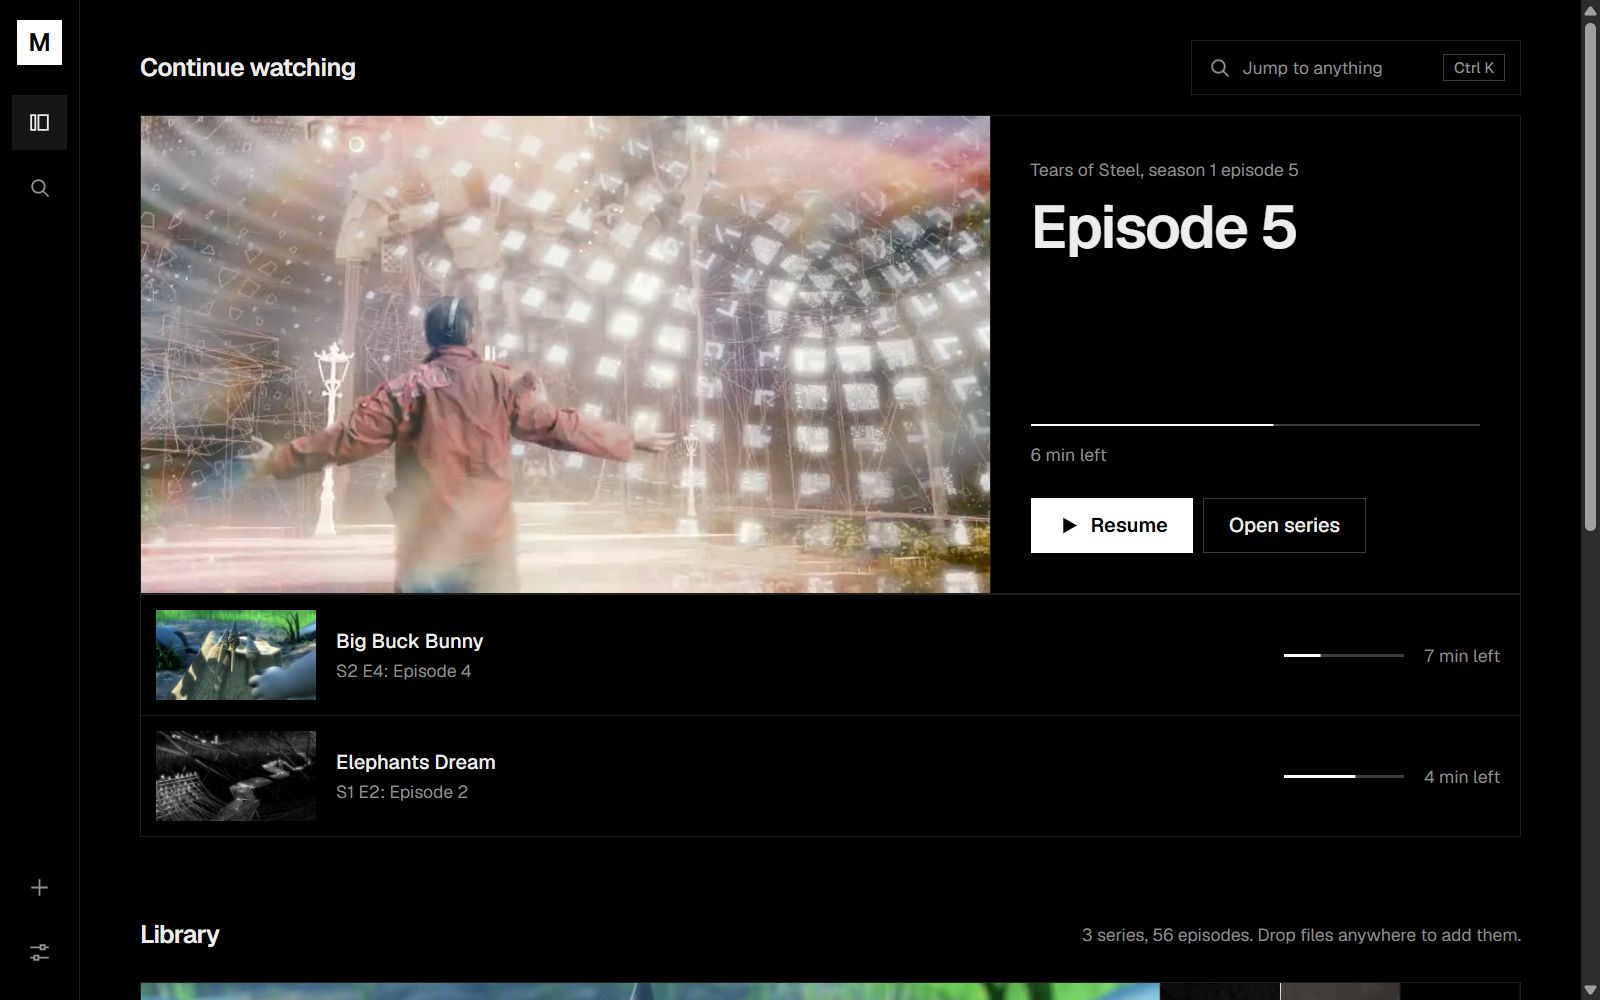 M
Continue watching
Jump to anything
Ctrl K
Tears of Steel, season 1 episode 5
Episode 5
6 min left
Resume
Open series
Big Buck Bunny
S2 E4: Episode 4
7 min left
Elephants Dream
S1 E2: Episode 2
4 min left
Library
3 series, 56 episodes. Drop files anywhere to add them.